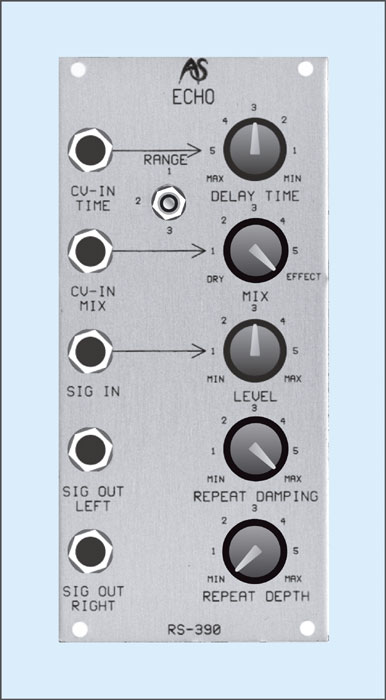 AS
ECHO
CV-IN
TIME
RANGE
1
2
3
3
4
2
5
1
MAX
MIN
DELAY TIME
CV-IN
MIX
3
2
4
1
5
DRY
EFFECT
MIX
SIG IN
3
2
4
1
5
MIN
MAX
LEVEL
SIG OUT
LEFT
3
2
4
1
5
MIN
MAX
REPEAT DAMPING
SIG OUT
RIGHT
3
2
4
1
5
MIN
MAX
REPEAT DEPTH
RS-390